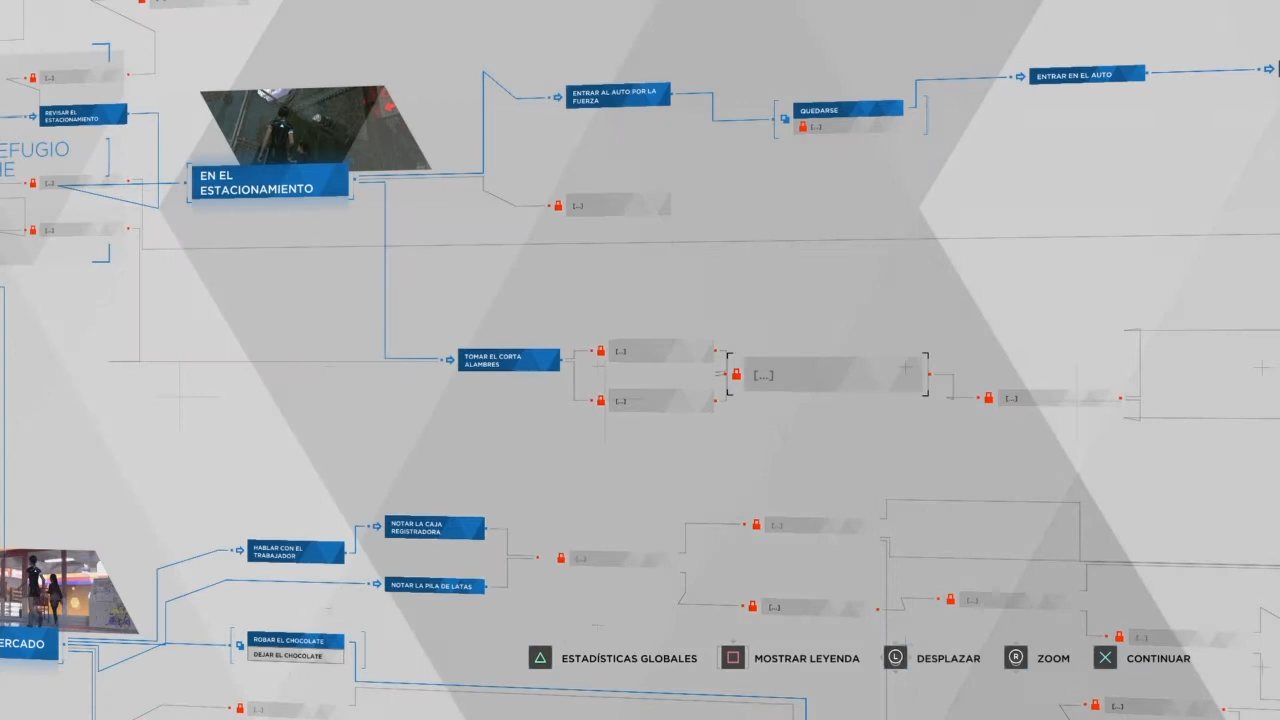 [...]
REVISAR EL
ESTACIONAMIENTO
EFUGIO
[...]
[...]
EN EL
ESTACIONAMIENTO
ENTRAR AL AUTO POR LA
FUERZA
QUEDARSE
[...]
ENTRAR EN EL AUTO
[...]
TOMAR EL CORTA
ALAMBRES
[...]
[...]
[...]
[...]
HABLAR CON EL
TRABAJADOR
NOTAR LA CAJA
REGISTRADORA
NOTAR LA PILA DE LATAS
[...]
[...]
[...]
[...]
[...]
ERCADO
ROBAR EL CHOCOLATE
DEJAR EL CHOCOLATE
[...]
[...]
ESTADÍSTICAS GLOBALES
MOSTRAR LEYENDA
L
DESPLAZAR
R
ZOOM
CONTINUAR